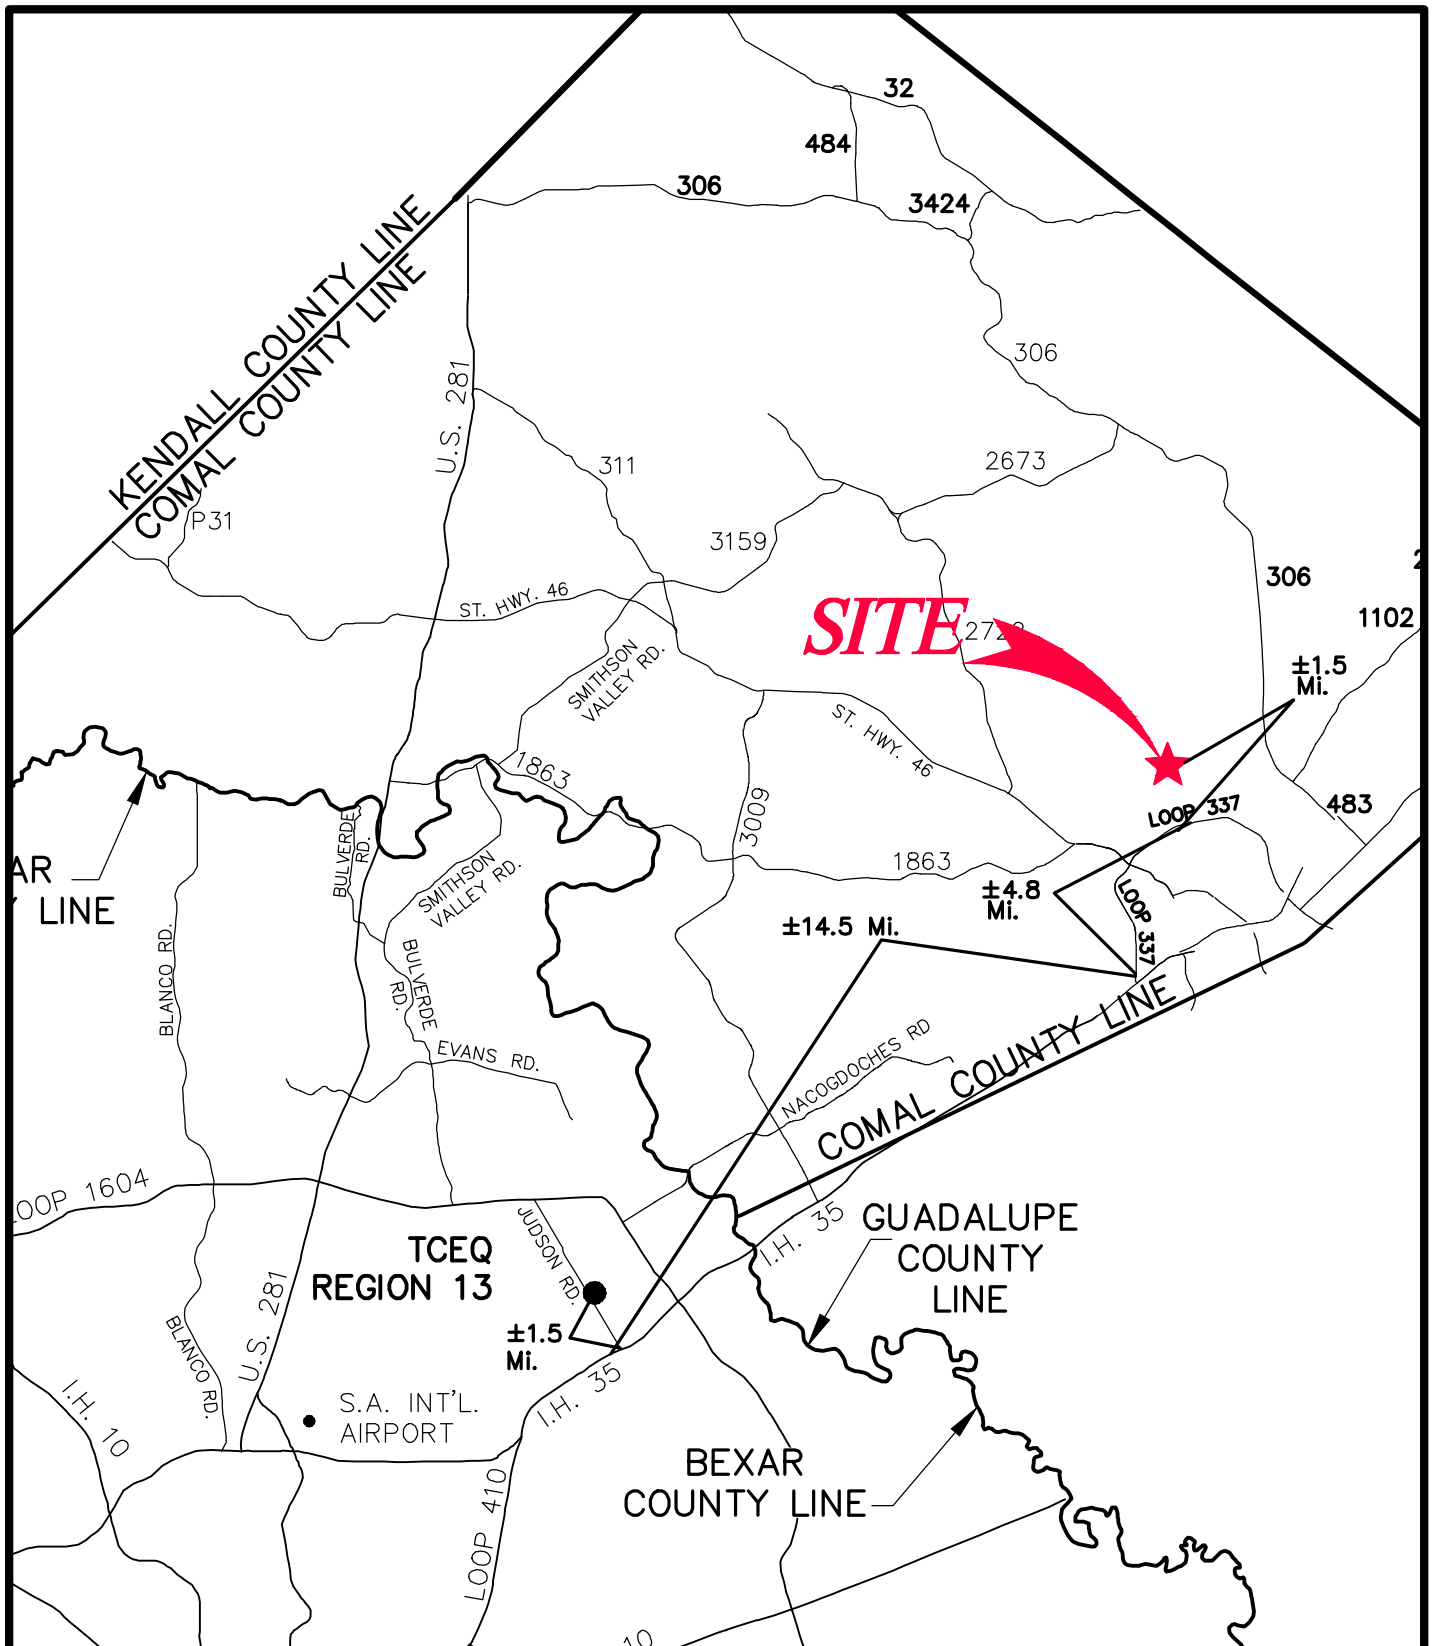 32
484
306
3424
KENDALL COUNTY LINE
COMAL COUNTY LINE
306
U.S. 281
311
2673
P31
3159
306
1102
ST. HWY. 46
SITE
SMITHSON
VALLEY RD.
±1.5
Mi.
ST. HWY. 46
1863
3009
LOOP 337
483
BULVERDE
RD.
1863
AR
LINE
SMITHSON
VALLEY RD.
±4.8
Mi.
LOOP 337
±14.5 Mi.
BLANCO RD.
BULVERDE
RD.
EVANS RD.
NACOGDOCHES RD
COMAL COUNTY LINE
OOP 1604
JUDSON RD.
I.H. 35
GUADALUPE
COUNTY
LINE
TCEQ
REGION 13
U.S. 281
BLANCO RD.
±1.5
Mi.
I.H. 35
I.H. 10
S.A. INT'L.
AIRPORT
BEXAR
COUNTY LINE
LOOP 410
10